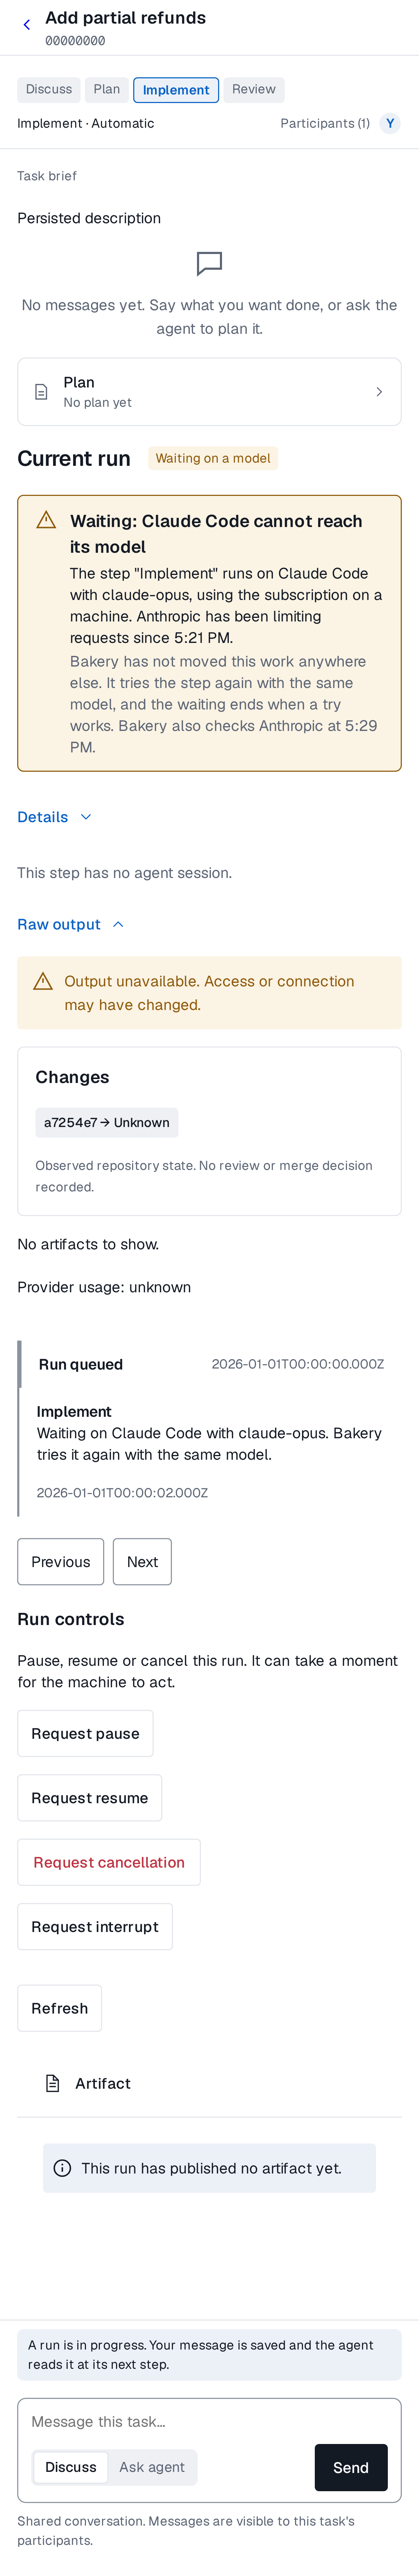 Add partial refunds
00000000
Discuss Plan Implement Review
Implement · Automatic Participants (1) Y
Task brief
Persisted description
No messages yet. Say what you want done, or ask the
agent to plan it.
Plan
No plan yet
Current run Waiting on a model
Waiting: Claude Code cannot reach
its model
The step "Implement" runs on Claude Code
with claude-opus, using the subscription on a
machine. Anthropic has been limiting
requests since 5:21 PM.
Bakery has not moved this work anywhere
else. It tries the step again with the same
model, and the waiting ends when a try
works. Bakery also checks Anthropic at 5:29
PM.
Details
This step has no agent session.
Raw output
Output unavailable. Access or connection
may have changed.
Changes
a7254e7 → Unknown
Observed repository state. No review or merge decision
recorded.
No artifacts to show.
Provider usage: unknown
Run queued 2026-01-01T00:00:00.000Z
Implement
Waiting on Claude Code with claude-opus. Bakery
tries it again with the same model.
2026-01-01T00:00:02.000Z
Previous Next
Run controls
Pause, resume or cancel this run. It can take a moment
for the machine to act.
Request pause
Request resume
Request cancellation
Request interrupt
Refresh
Artifact
This run has published no artifact yet.
A run is in progress. Your message is saved and the agent
reads it at its next step.
Message this task...
Discuss Ask agent Send
Shared conversation. Messages are visible to this task's
participants.